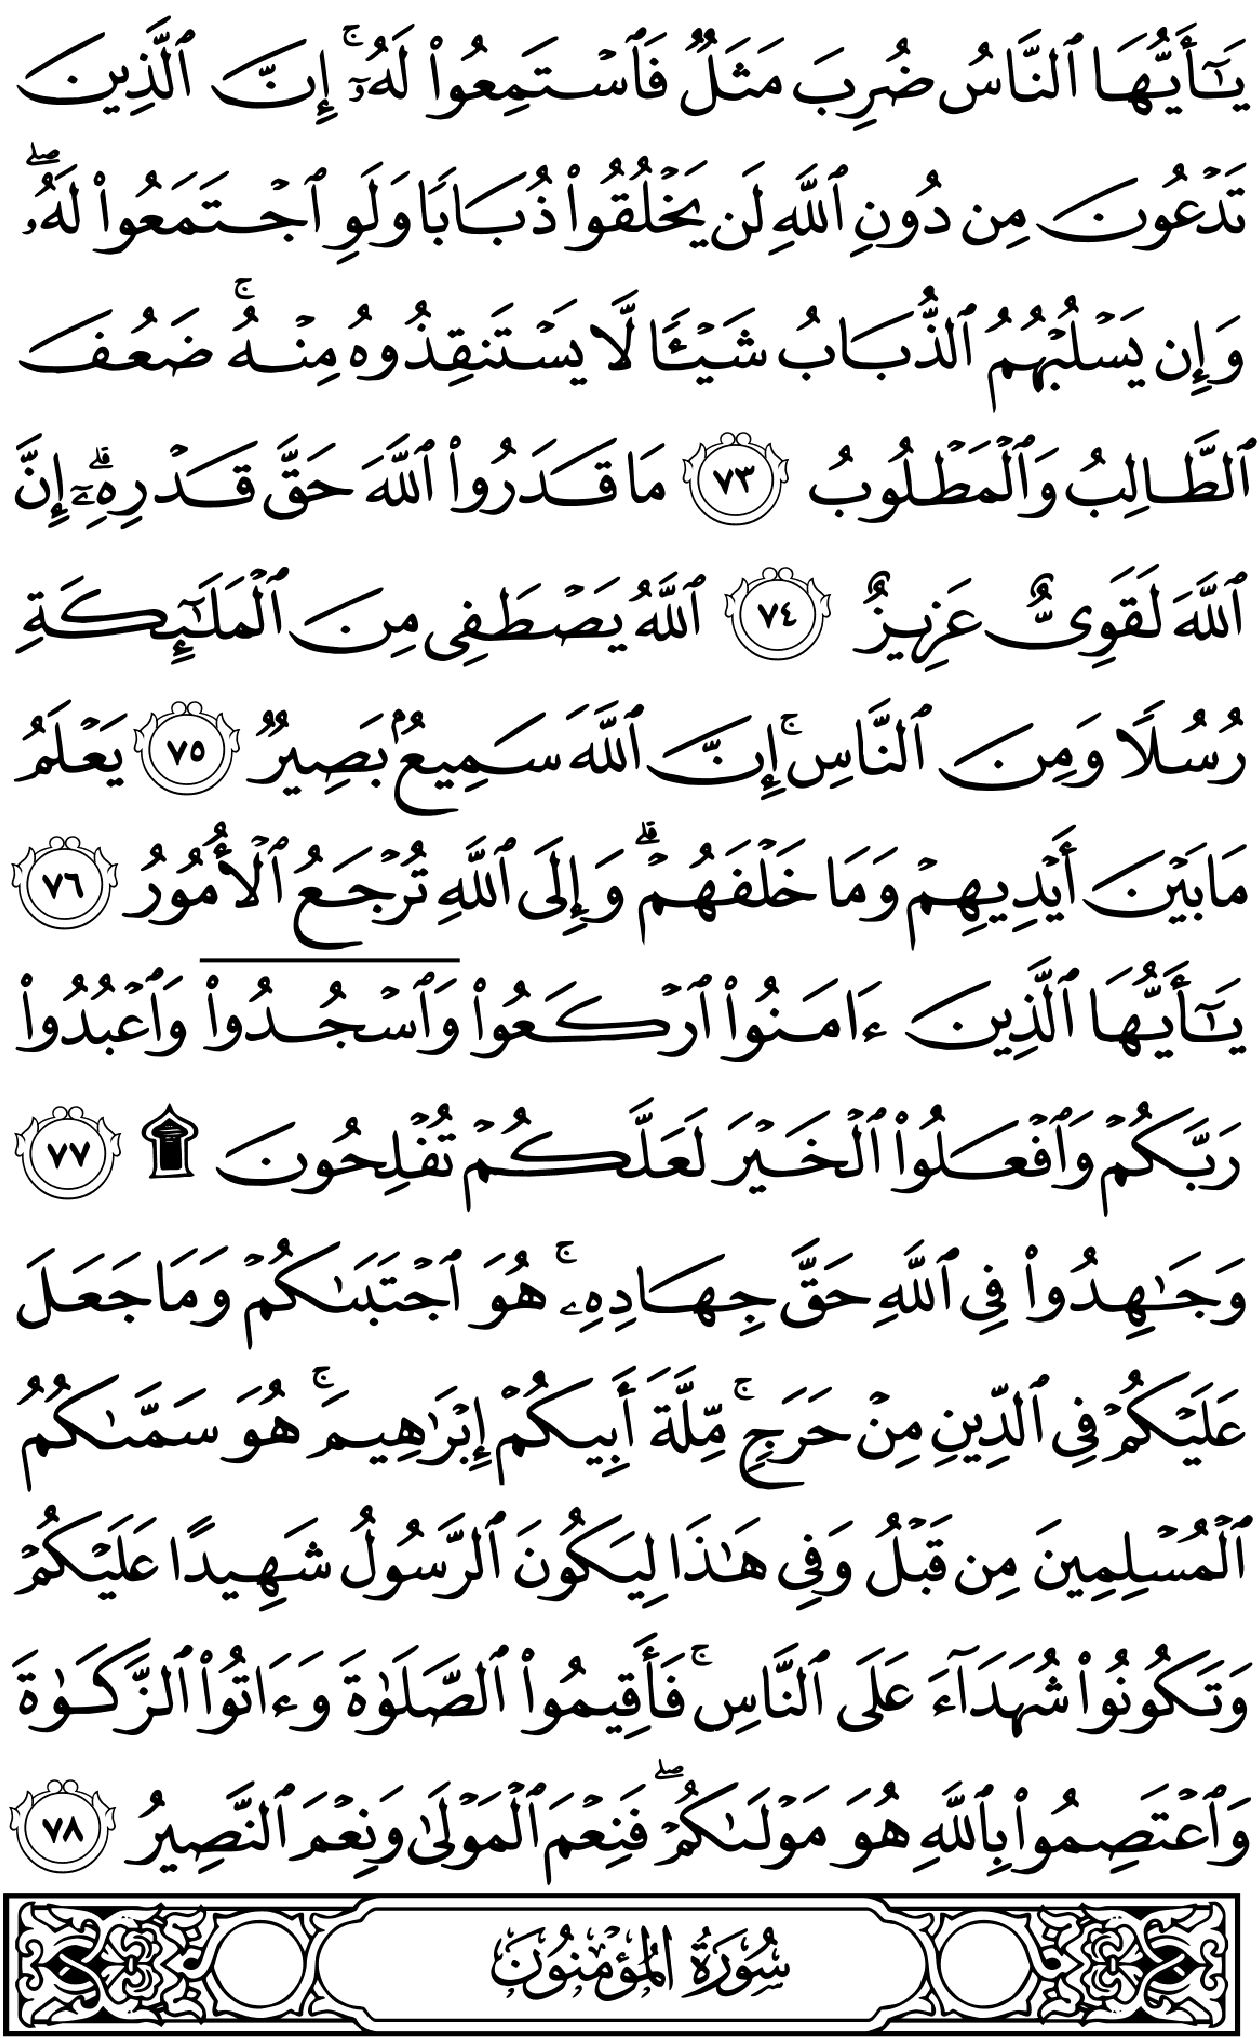 يَـٰٓأَيُّهَا ٱلنَّاسُ ضُرِبَ مَثَلٌ فَٱسْتَمِعُوا۟ لَهُۥٓ ۚ إِنَّ ٱلَّذِينَ
تَدْعُونَ مِن دُونِ ٱللَّهِ لَن يَخْلُقُوا۟ ذُبَابًا وَلَوِ ٱجْتَمَعُوا۟ لَهُۥ ۖ
وَإِن يَسْلُبْهُمُ ٱلذُّبَابُ شَيْـًٔا لَّا يَسْتَنقِذُوهُ مِنْهُ ۚ ضَعُفَ
ٱلطَّالِبُ وَٱلْمَطْلُوبُ ٧٣ مَا قَدَرُوا۟ ٱللَّهَ حَقَّ قَدْرِهِۦٓ ۗ إِنَّ
ٱللَّهَ لَقَوِىٌّ عَزِيزٌ ٧٤ ٱللَّهُ يَصْطَفِى مِنَ ٱلْمَلَـٰٓئِكَةِ
رُسُلًا وَمِنَ ٱلنَّاسِ ۚ إِنَّ ٱللَّهَ سَمِيعٌۢ بَصِيرٌ ٧٥ يَعْلَمُ
مَا بَيْنَ أَيْدِيهِمْ وَمَا خَلْفَهُمْ ۗ وَإِلَى ٱللَّهِ تُرْجَعُ ٱلْأُمُورُ ٧٦
يَـٰٓأَيُّهَا ٱلَّذِينَ ءَامَنُوا۟ ٱرْكَعُوا۟ وَٱسْجُدُوا۟ وَٱعْبُدُوا۟
رَبَّكُمْ وَٱفْعَلُوا۟ ٱلْخَيْرَ لَعَلَّكُمْ تُفْلِحُونَ ۩ ٧٧
وَجَـٰهِدُوا۟ فِى ٱللَّهِ حَقَّ جِهَادِهِۦ ۚ هُوَ ٱجْتَبَىٰكُمْ وَمَا جَعَلَ
عَلَيْكُمْ فِى ٱلدِّينِ مِنْ حَرَجٍ ۚ مِّلَّةَ أَبِيكُمْ إِبْرَٰهِيمَ ۚ هُوَ سَمَّىٰكُمُ
ٱلْمُسْلِمِينَ مِن قَبْلُ وَفِى هَـٰذَا لِيَكُونَ ٱلرَّسُولُ شَهِيدًا عَلَيْكُمْ
وَتَكُونُوا۟ شُهَدَآءَ عَلَى ٱلنَّاسِ ۚ فَأَقِيمُوا۟ ٱلصَّلَوٰةَ وَءَاتُوا۟ ٱلزَّكَوٰةَ
وَٱعْتَصِمُوا۟ بِٱللَّهِ هُوَ مَوْلَىٰكُمْ ۖ فَنِعْمَ ٱلْمَوْلَىٰ وَنِعْمَ ٱلنَّصِيرُ ٧٨
سُورَةُ المُؤْمِنُونَ